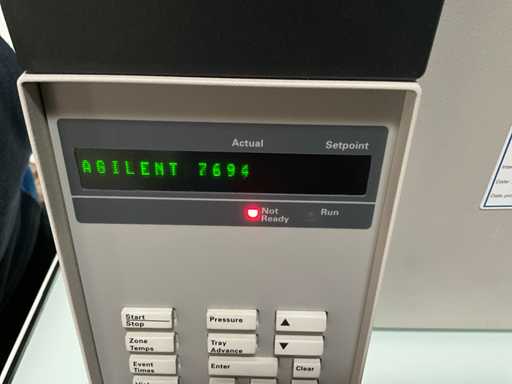 Actual Setpoint
AGILENT 7694
Not Ready Run
Start Stop
Pressure
Zone Temps
Tray Advance
Event Times
Enter
Clear